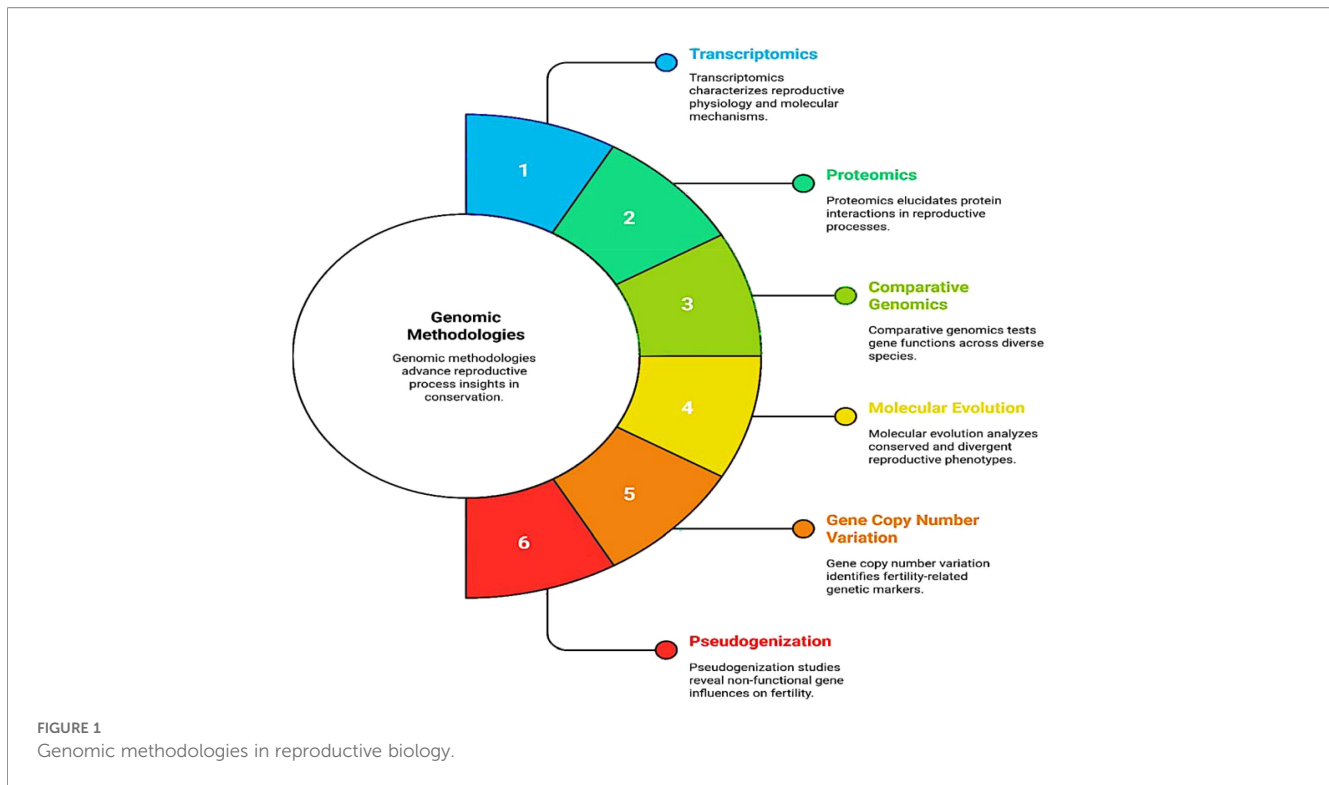 Transcriptomics
Transcriptomics
characterizes reproductive
physiology and molecular
mechanisms.
1
Proteomics
Proteomics elucidates protein
interactions in reproductive
processes.
2
Comparative
Genomics
Comparative genomics tests
gene functions across diverse
species.
3
Genomic
Methodologies
Genomic methodologies
advance reproductive
process insights in
conservation.
4
Molecular Evolution
Molecular evolution analyzes
conserved and divergent
reproductive phenotypes.
5
Gene Copy Number
Variation
Gene copy number variation
identifies fertility-related
genetic markers.
6
Pseudogenization
Pseudogenization studies
reveal non-functional gene
influences on fertility.
FIGURE 1
Genomic methodologies in reproductive biology.